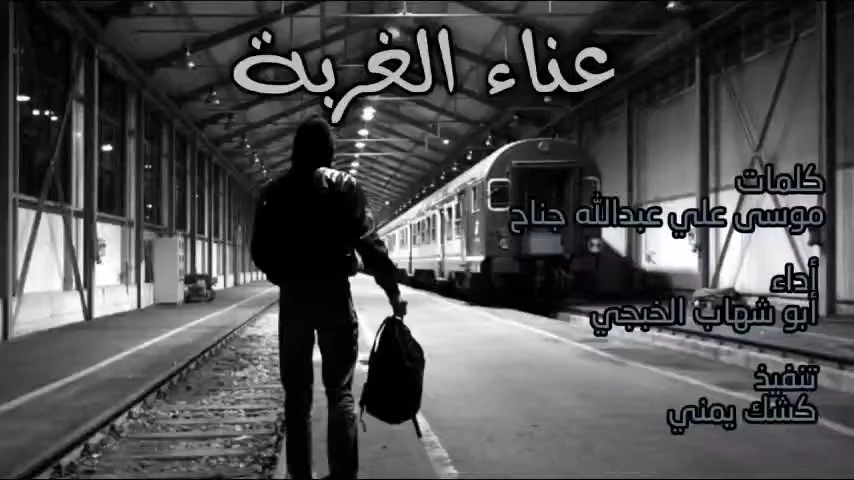 عناء الغربة
كلمات
موسى علي عبدالله جناح
أداء
أبو شهاب الخبجي
تنفيذ
كشك يمني